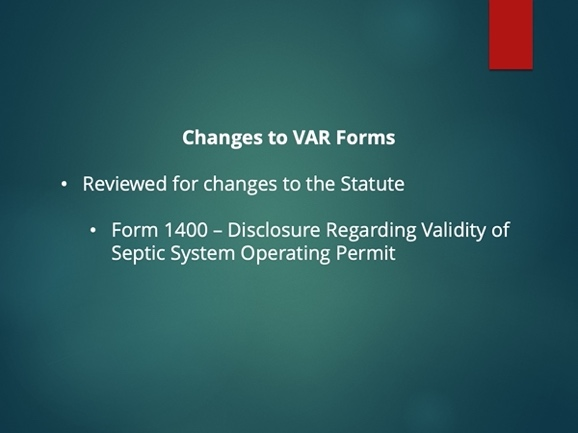 Changes to VAR Forms
• Reviewed for changes to the Statute
• Form 1400 – Disclosure Regarding Validity of
Septic System Operating Permit